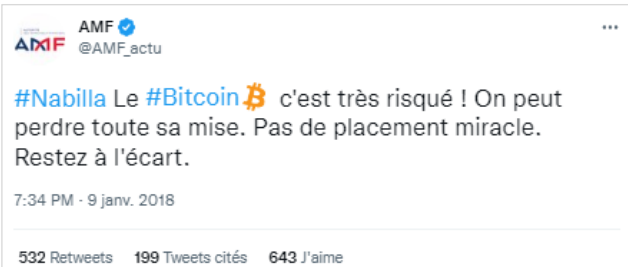 AMF
AMF
@AMF_actu
#Nabilla Le #Bitcoin c'est très risqué ! On peut
perdre toute sa mise. Pas de placement miracle.
Restez à l'écart.
7:34 PM · 9 janv. 2018
532 Retweets 199 Tweets cités 643 J'aime